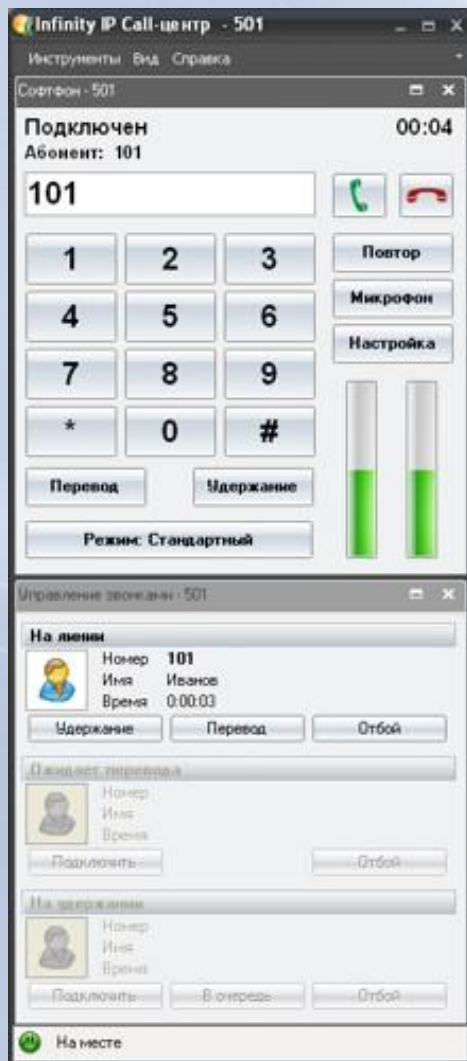 Infinity IP Call-центр - 501
Инструменты Вид Справка
Софтфон - 501
Подключен 00:04
Абонент: 101
101
1 2 3 Повтор
4 5 6 Микрофон
Настройка
7 8 9
* 0 #
Перевод Удержание
Режим: Стандартный
Управление звонками - 501
На линии
Номер 101
Имя Иванов
Время 0:00:03
Удержание Перевод Отбой
Ожидает перевода
Номер
Имя
Время
Подключить Отбой
На удержании
Номер
Имя
Время
Подключить В очередь Отбой
На месте